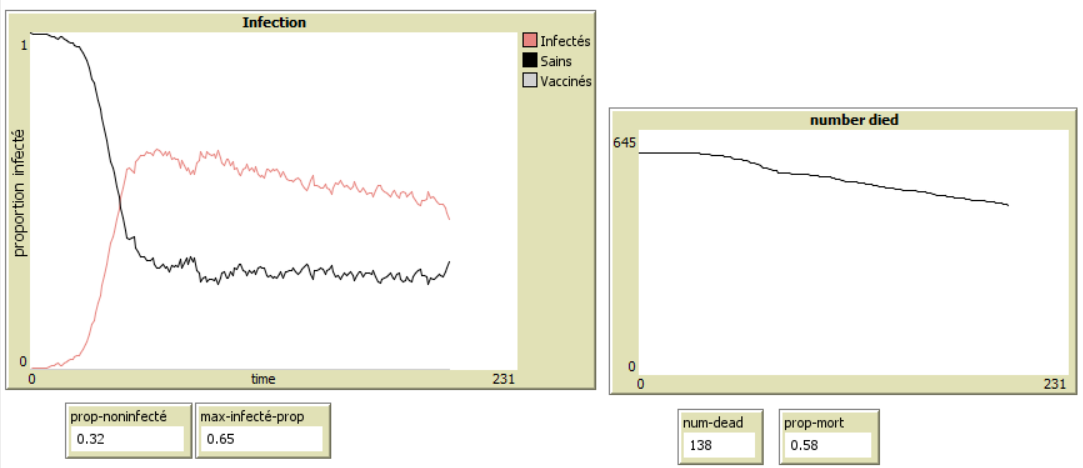 Infection
1
proportion infecté
0
0
time
231
Infectés
Sains
Vaccinés
prop-noninfecté
0.32
max-infecté-prop
0.65
number died
645
0
0
231
num-dead
138
prop-mort
0.58